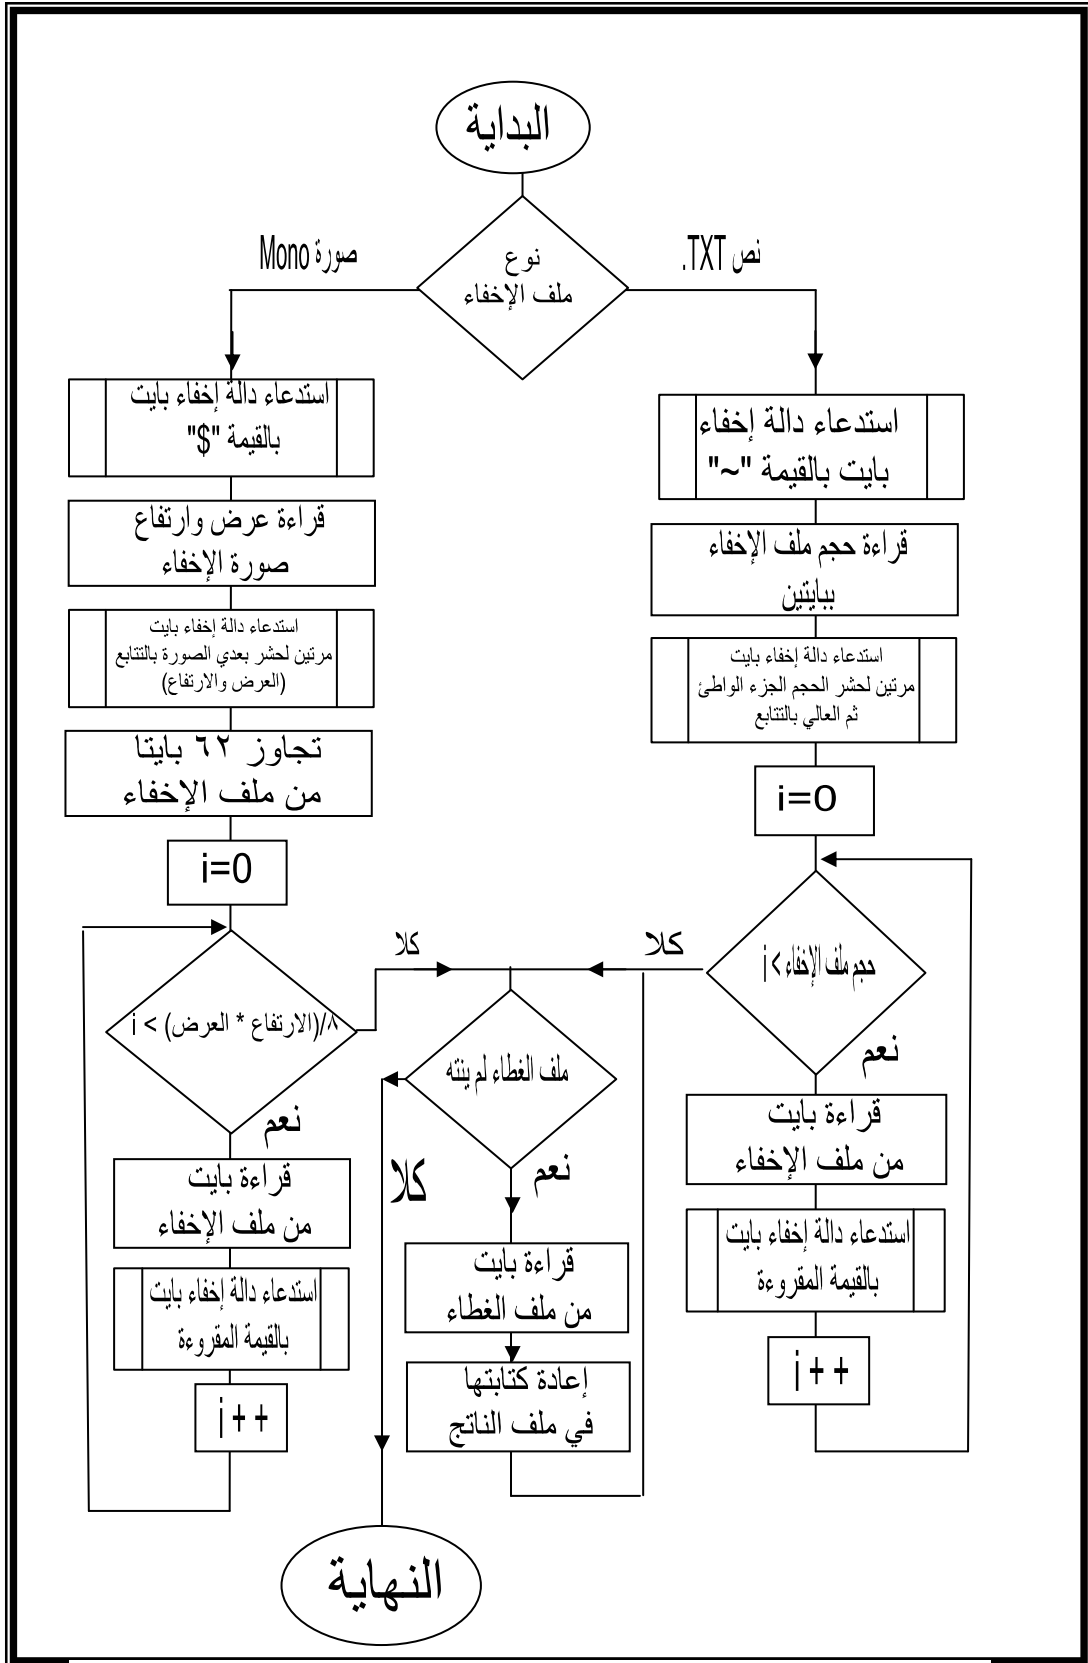 البداية
نوع
ملف الإخفاء
نص TXT.
صورة Mono
استدعاء دالة إخفاء
بايت بالقيمة "~"
قراءة حجم ملف الإخفاء
ببايتين
استدعاء دالة إخفاء بايت
مرتين لحشر الحجم الجزء الواطئ
ثم العالي بالتتابع
i=0
حجم ملف الإخفاء > i
كلا
نعم
قراءة بايت
من ملف الإخفاء
استدعاء دالة إخفاء بايت
بالقيمة المقروءة
i++
استدعاء دالة إخفاء بايت
بالقيمة "$"
قراءة عرض وارتفاع
صورة الإخفاء
استدعاء دالة إخفاء بايت
مرتين لحشر بعدي الصورة بالتتابع
(العرض والارتفاع)
تجاوز ٦٢ بايتا
من ملف الإخفاء
i=0
i < (الارتفاع * العرض)/٨
كلا
نعم
قراءة بايت
من ملف الإخفاء
استدعاء دالة إخفاء بايت
بالقيمة المقروءة
i++
ملف الغطاء لم ينته
كلا
نعم
قراءة بايت
من ملف الغطاء
إعادة كتابتها
في ملف الناتج
النهاية